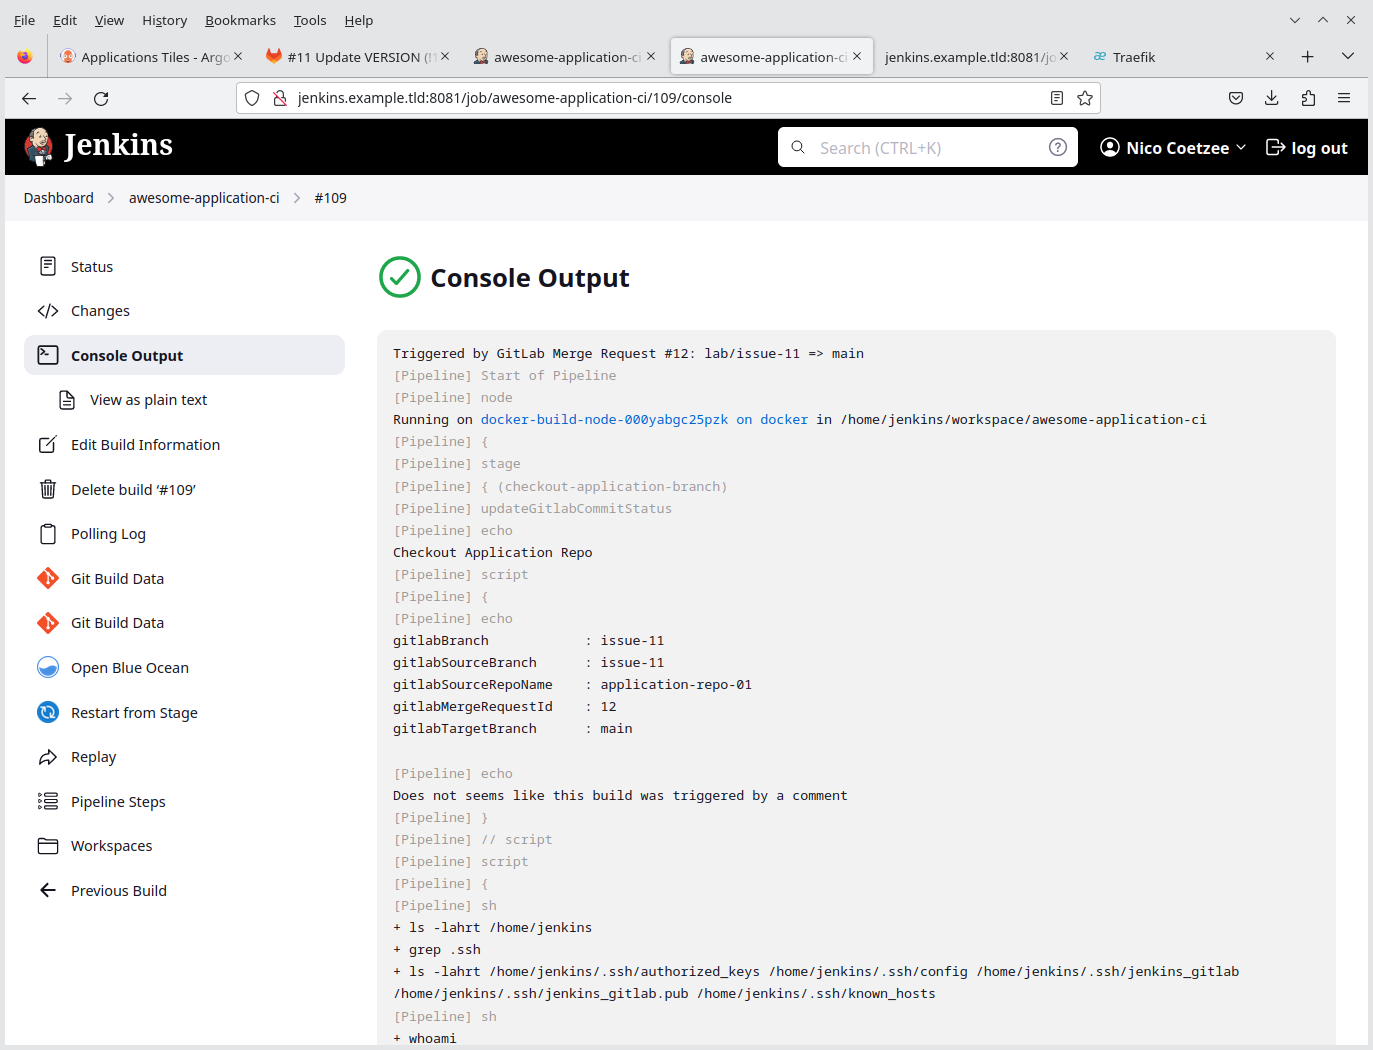 File Edit View History Bookmarks Tools Help
Applications Tiles - Argo
#11 Update VERSION (!1
awesome-application-ci
awesome-application-ci
jenkins.example.tld:8081/jo
Traefik
jenkins.example.tld:8081/job/awesome-application-ci/109/console
Jenkins
Search (CTRL+K)
Nico Coetzee
log out
Dashboard
awesome-application-ci
#109
Status
Changes
Console Output
View as plain text
Edit Build Information
Delete build ‘#109’
Polling Log
Git Build Data
Git Build Data
Open Blue Ocean
Restart from Stage
Replay
Pipeline Steps
Workspaces
Previous Build
Console Output
Triggered by GitLab Merge Request #12: lab/issue-11 => main
[Pipeline] Start of Pipeline
[Pipeline] node
Running on docker-build-node-000yabgc25pzk on docker in /home/jenkins/workspace/awesome-application-ci
[Pipeline] {
[Pipeline] stage
[Pipeline] { (checkout-application-branch)
[Pipeline] updateGitlabCommitStatus
[Pipeline] echo
Checkout Application Repo
[Pipeline] script
[Pipeline] {
[Pipeline] echo
gitlabBranch : issue-11
gitlabSourceBranch : issue-11
gitlabSourceRepoName : application-repo-01
gitlabMergeRequestId : 12
gitlabTargetBranch : main
[Pipeline] echo
Does not seems like this build was triggered by a comment
[Pipeline] }
[Pipeline] // script
[Pipeline] script
[Pipeline] {
[Pipeline] sh
+ ls -lahrt /home/jenkins
+ grep .ssh
+ ls -lahrt /home/jenkins/.ssh/authorized_keys /home/jenkins/.ssh/config /home/jenkins/.ssh/jenkins_gitlab
/home/jenkins/.ssh/jenkins_gitlab.pub /home/jenkins/.ssh/known_hosts
[Pipeline] sh
+ whoami